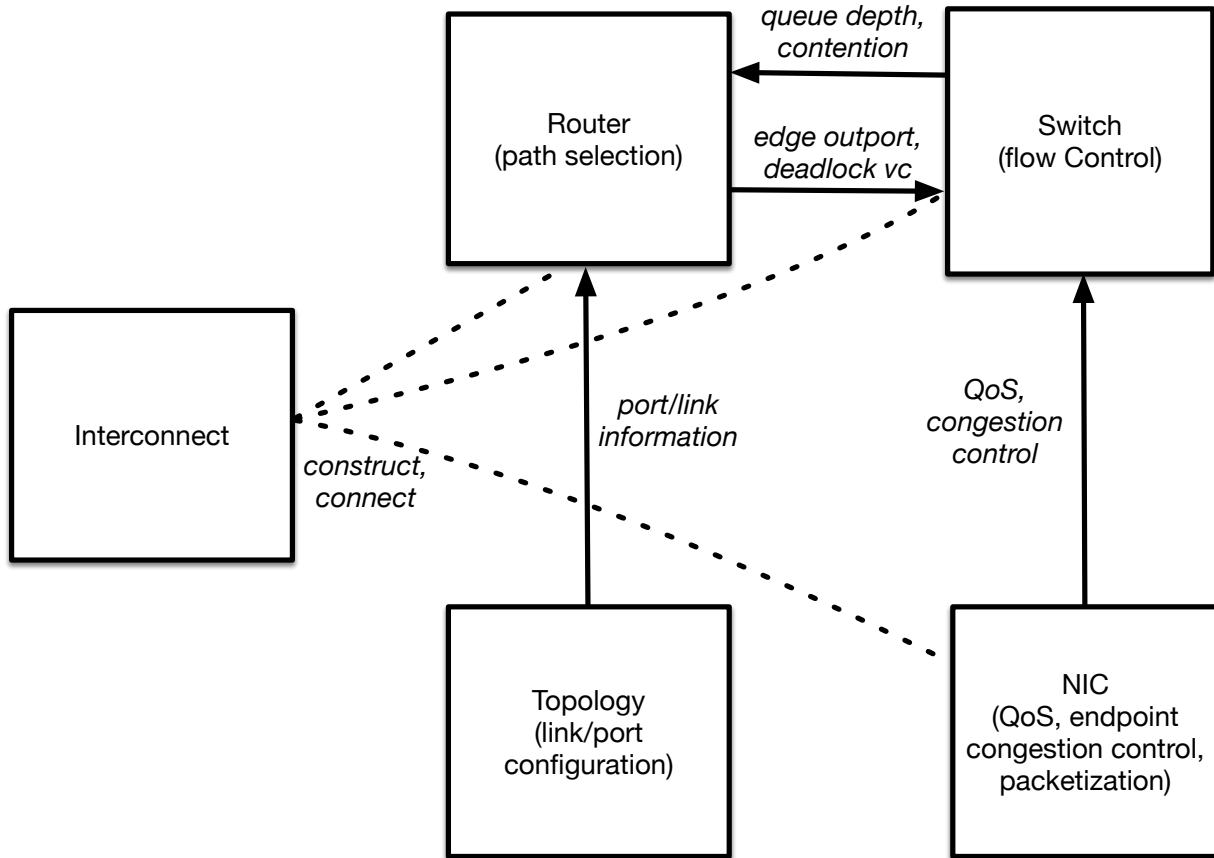 queue depth,
contention
Router
(path selection)
edge outport,
deadlock vc
Switch
(flow Control)
Interconnect
construct,
connect
port/link
information
QoS,
congestion
control
Topology
(link/port
configuration)
NIC
(QoS, endpoint
congestion control,
packetization)